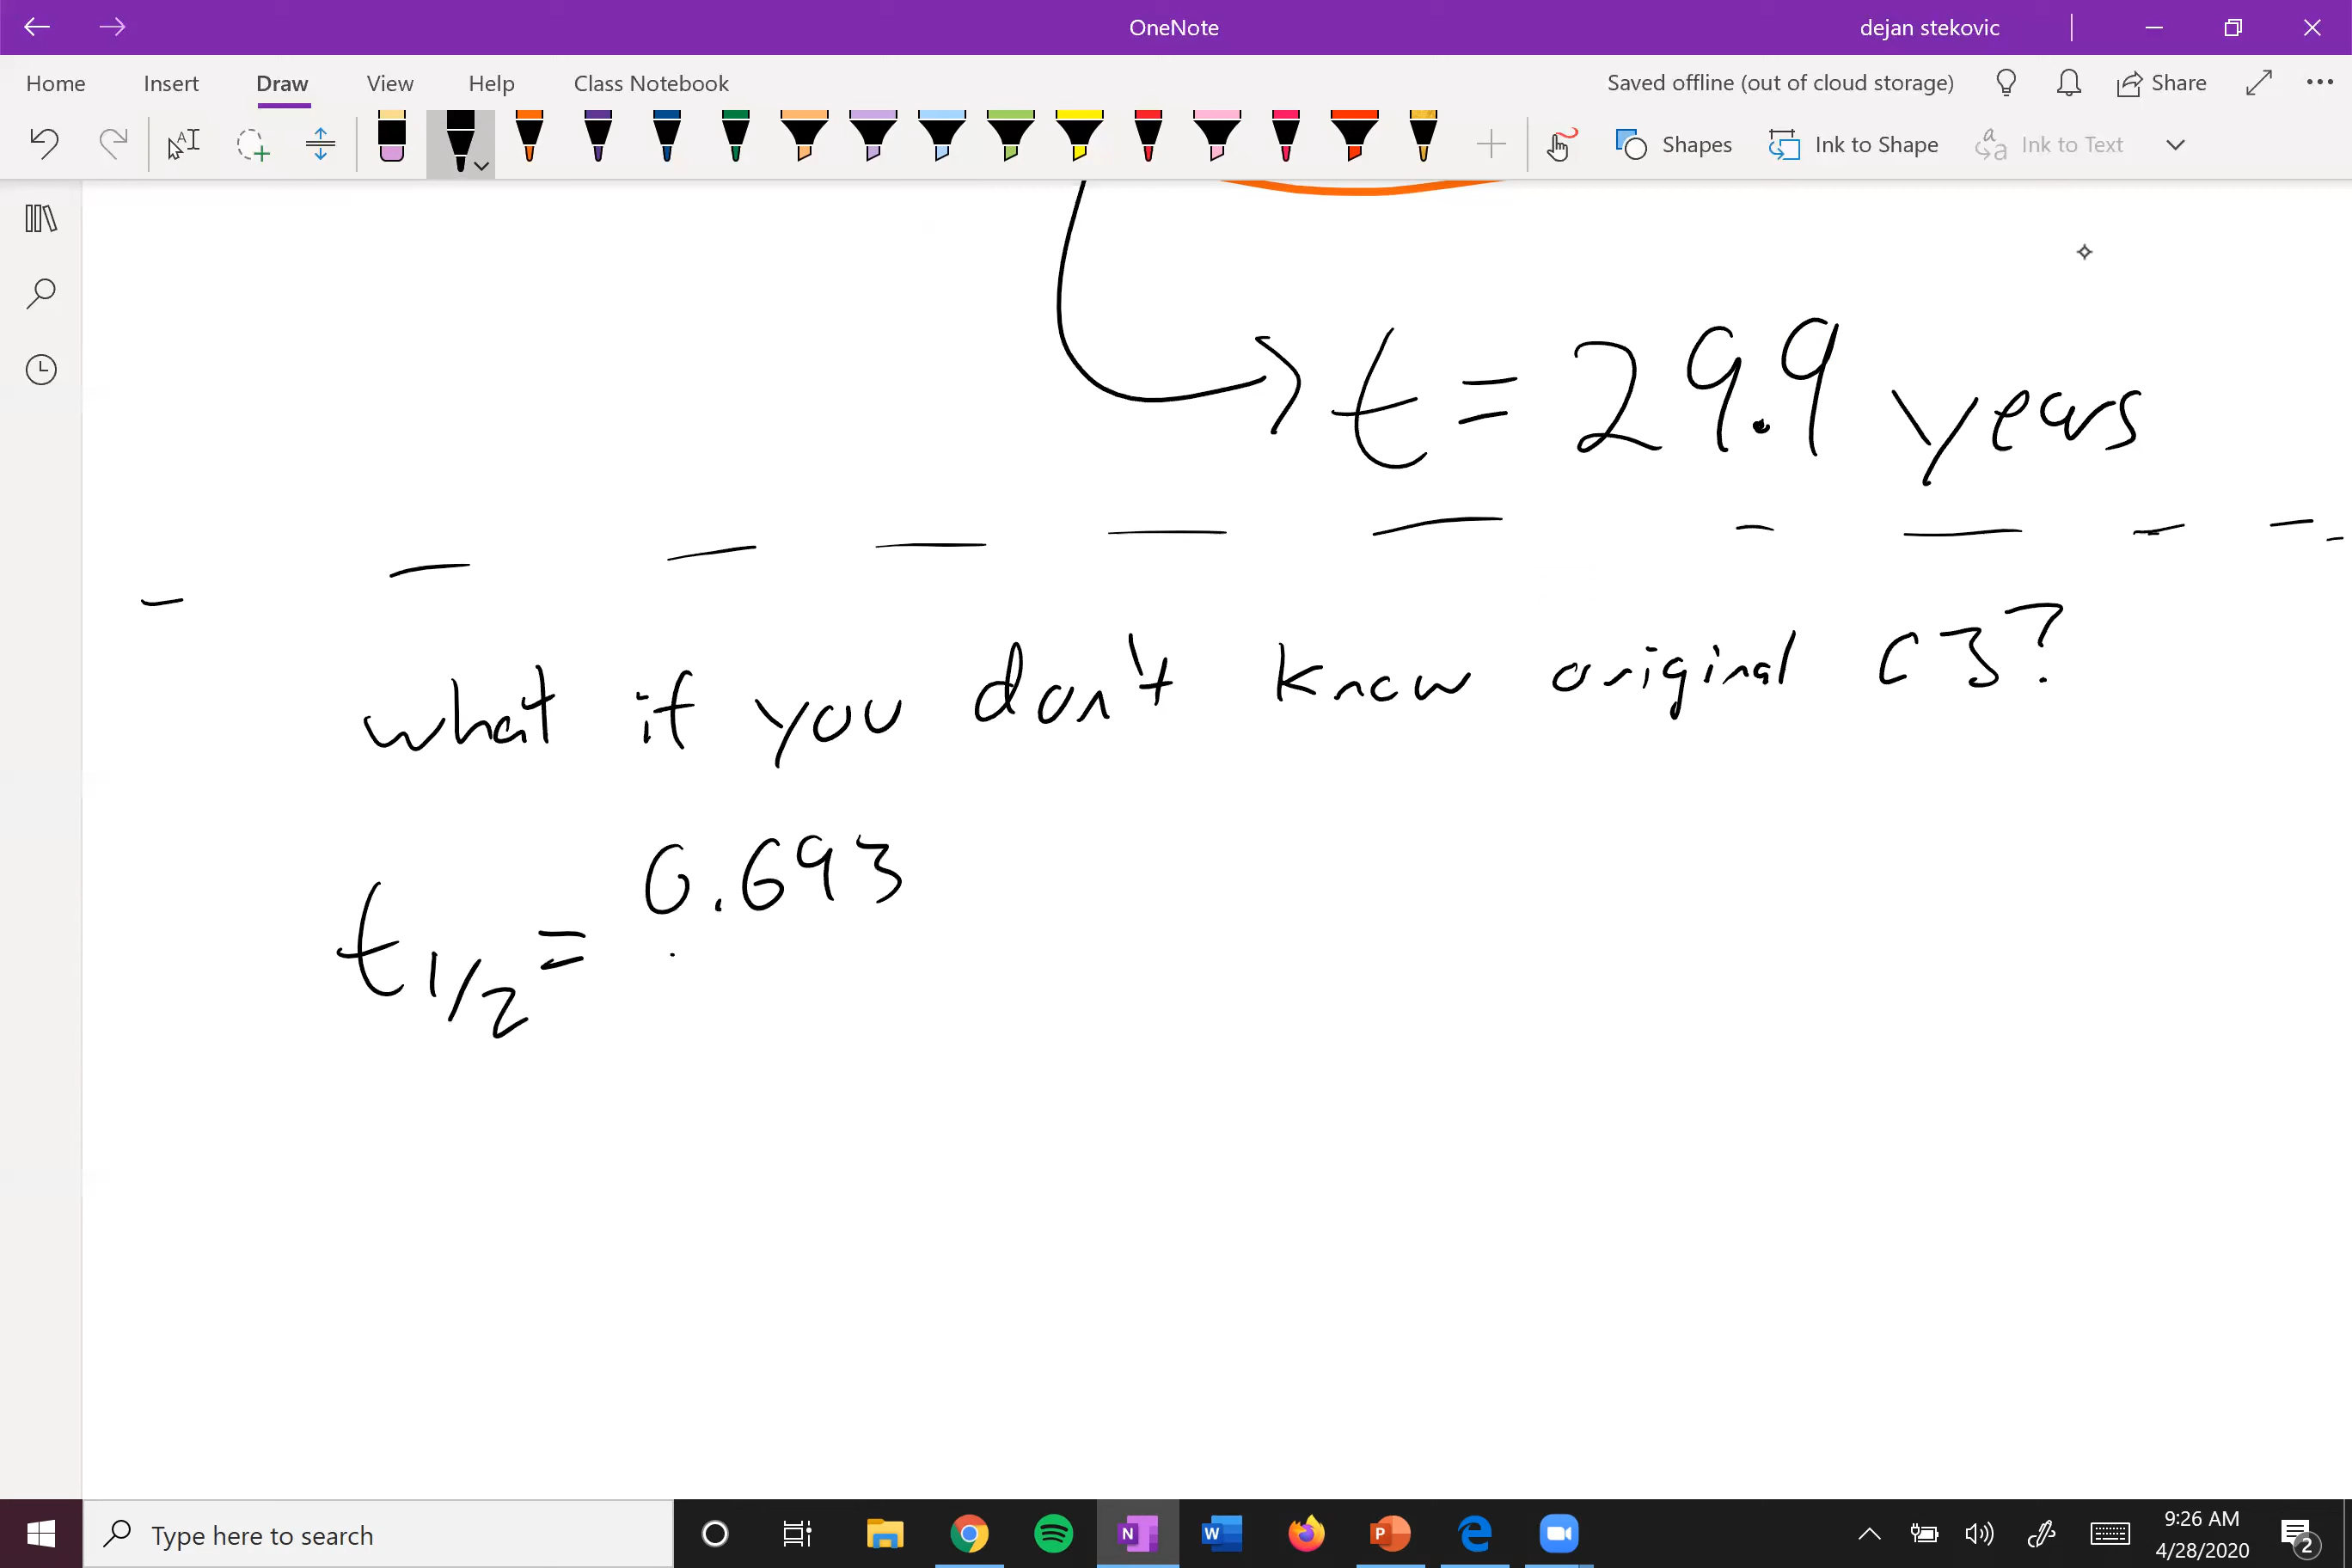 OneNote
dejan stekovic
Home Insert Draw View Help Class Notebook
Saved offline (out of cloud storage)
Share
Shapes
Ink to Shape
Ink to Text
t = 29.9 years
what if you don't know original C3?
0.693
t 1/2 =
Type here to search
9:26 AM
4/28/2020
2